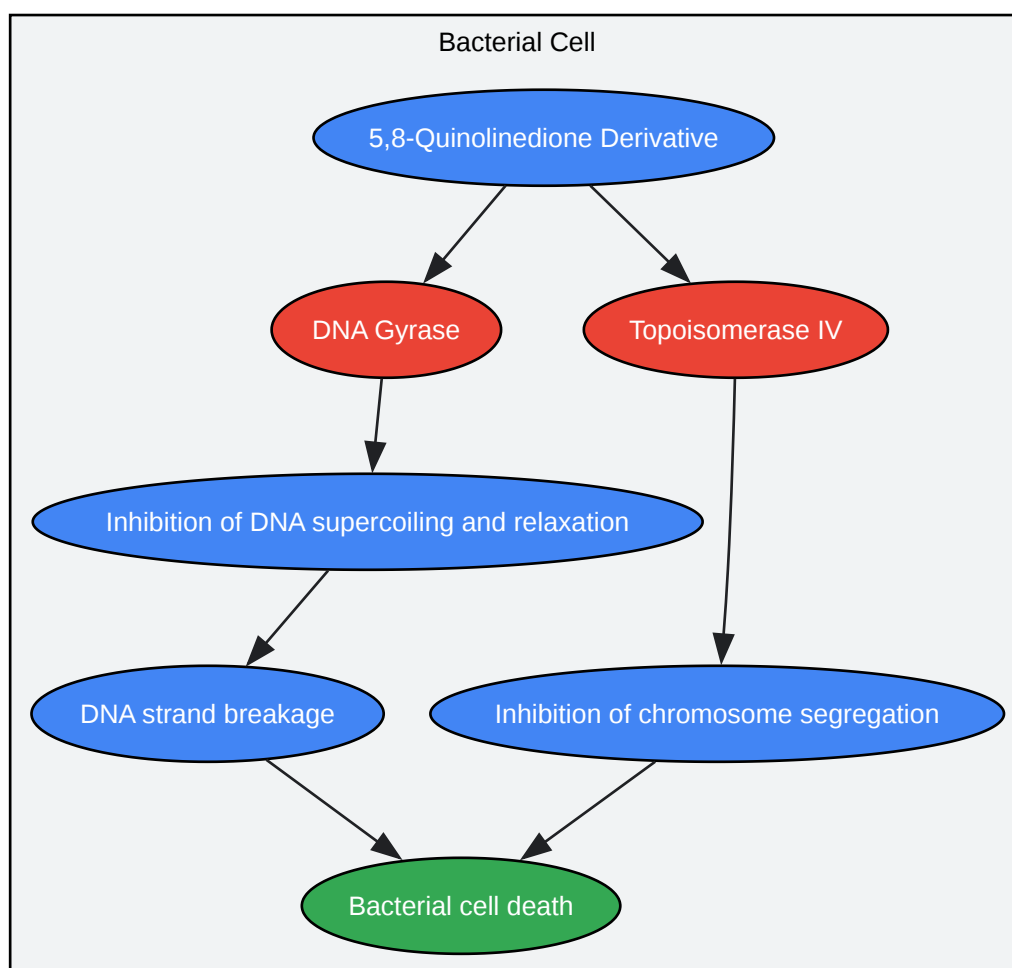 Bacterial Cell
5,8-Quinolinedione Derivative
DNA Gyrase
Topoisomerase IV
Inhibition of DNA supercoiling and relaxation
DNA strand breakage
Inhibition of chromosome segregation
Bacterial cell death